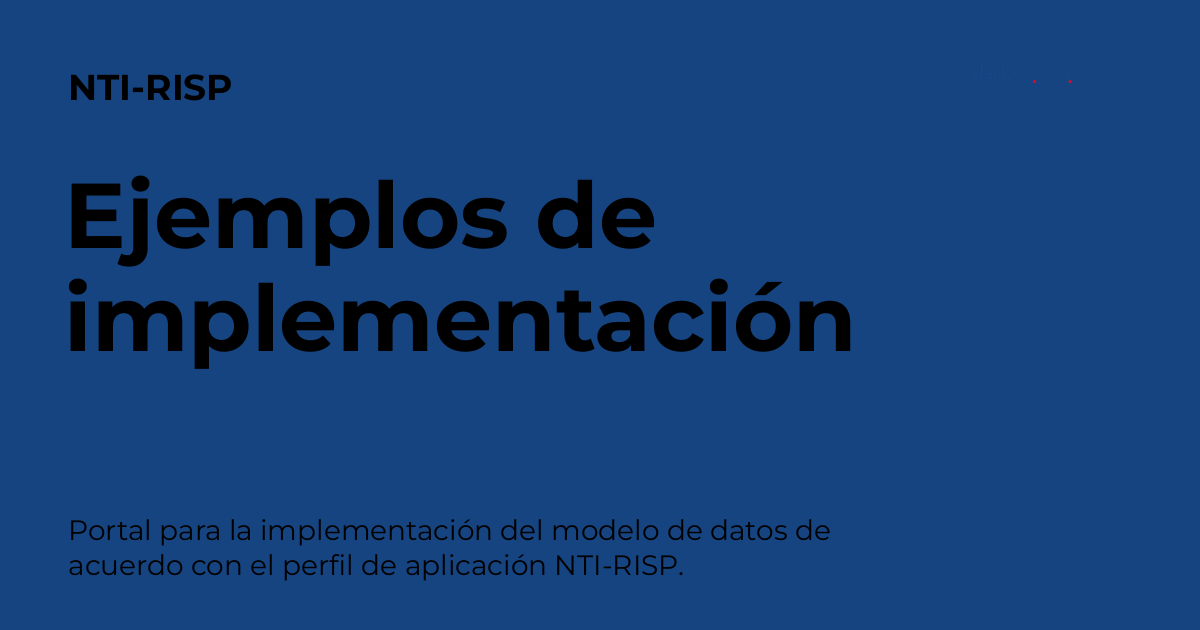 NTI-RISP
Ejemplos de
implementación
Portal para la implementación del modelo de datos de
acuerdo con el perfil de aplicación NTI-RISP.